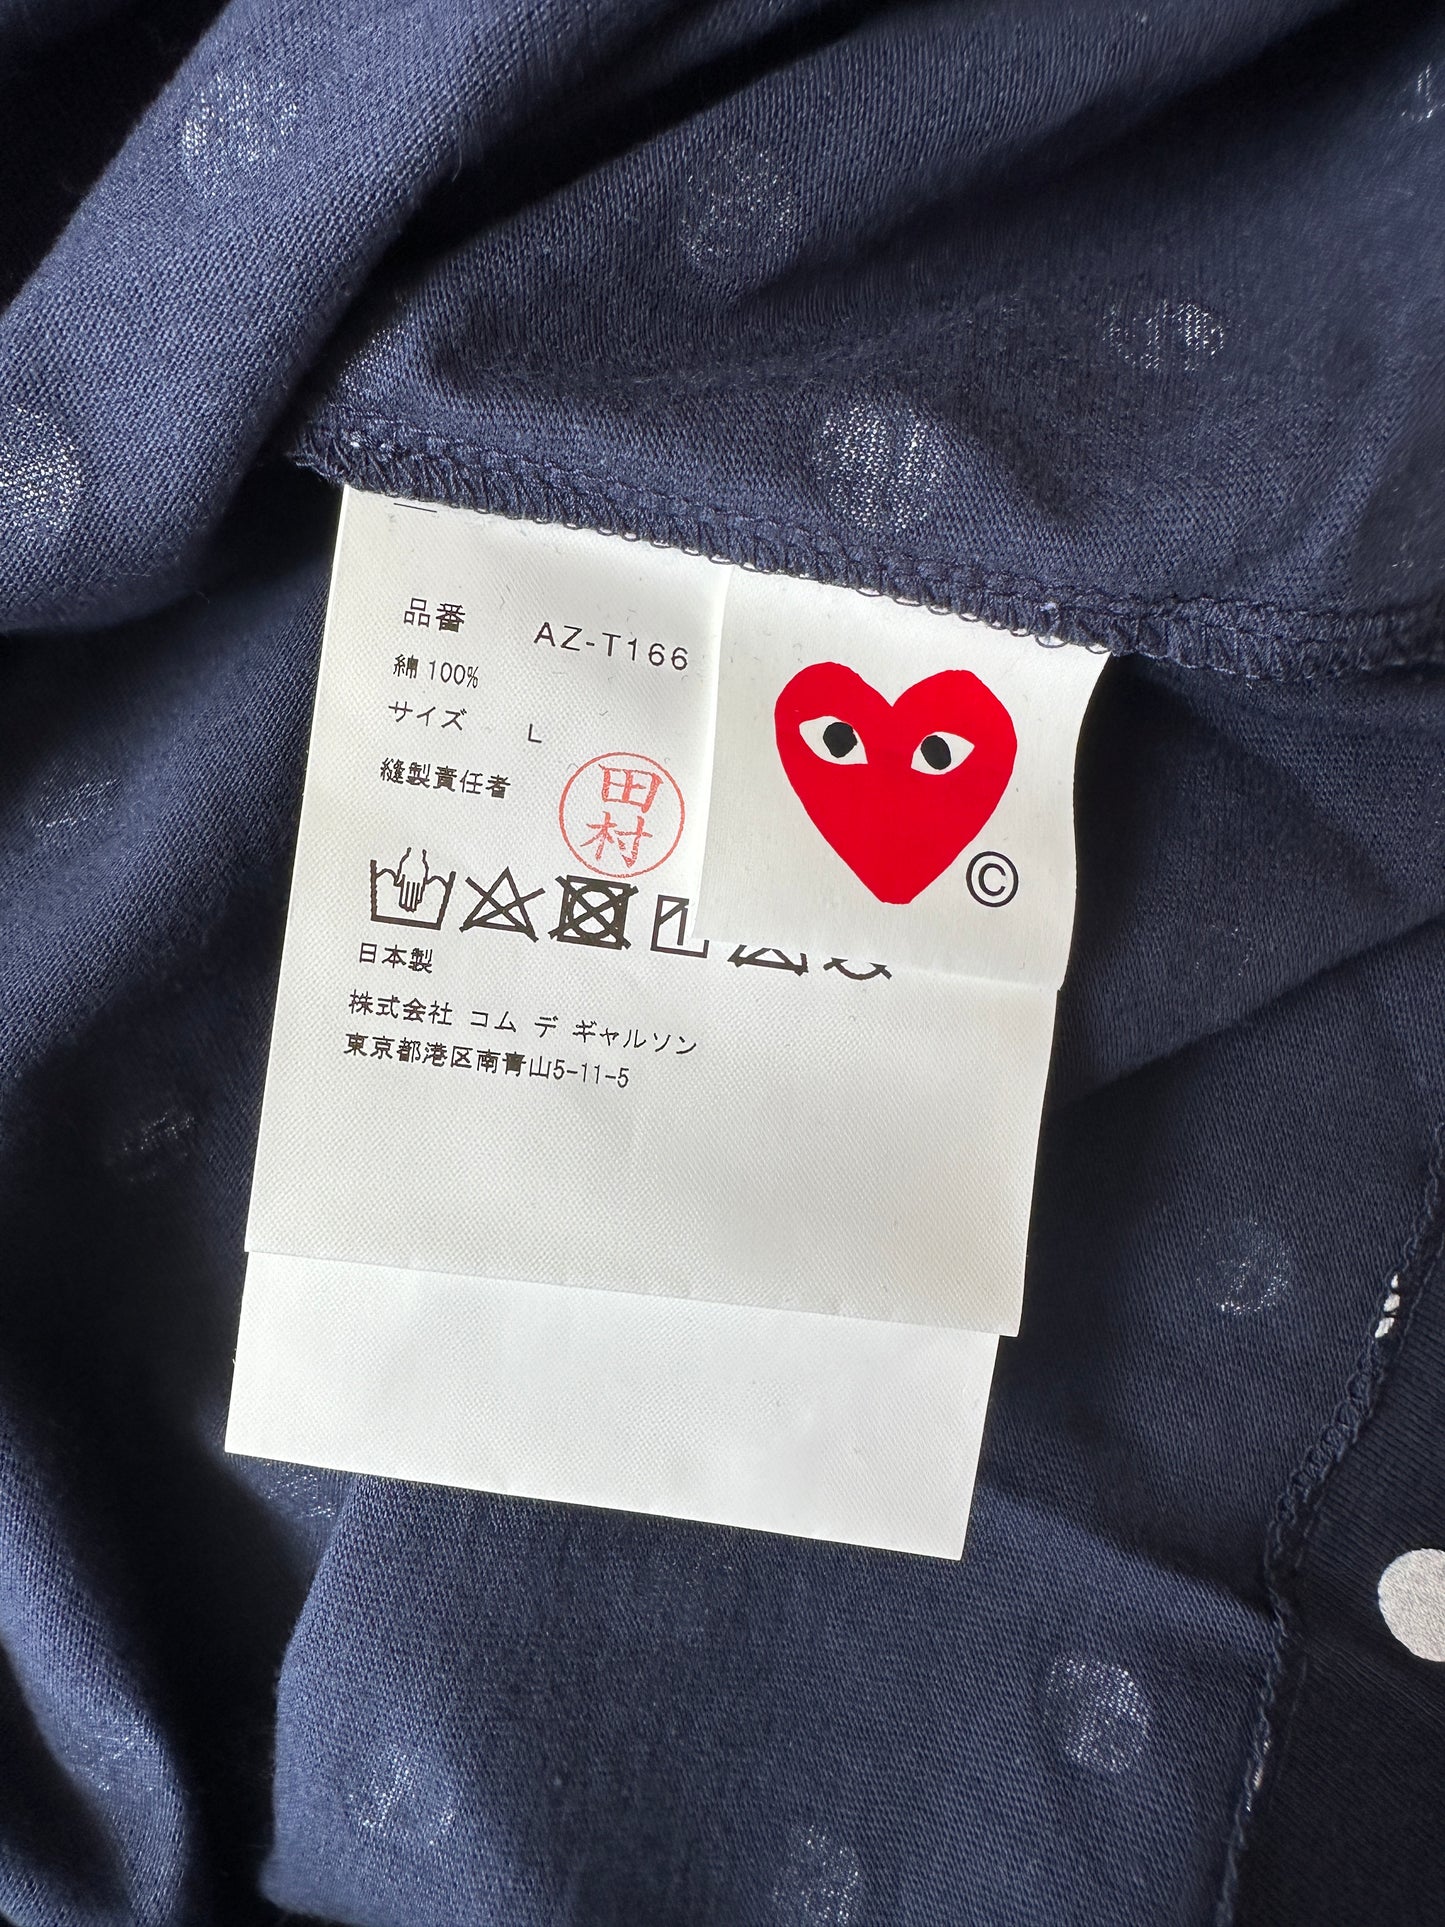 品番 AZ-T166
綿 100%
サイズ L
縫製責任者
田村
日本製
株式会社 コム デ ギャルソン
東京都港区南青山5-11-5
©